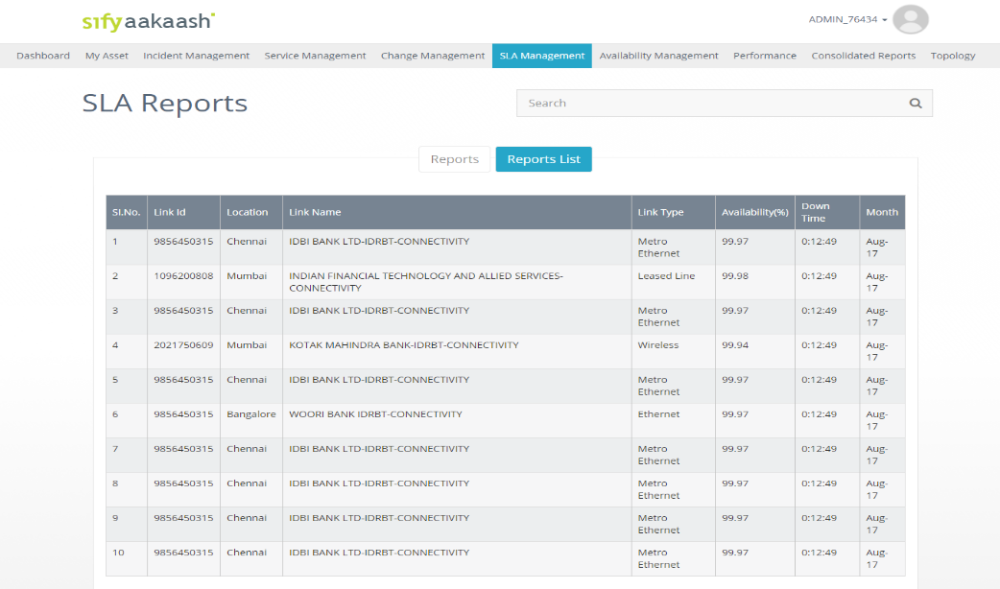 sıfy aakaash
ADMIN_76434
Dashboard My Asset Incident Management Service Management Change Management SLA Management Availability Management Performance Consolidated Reports Topology
SLA Reports
Search
Reports Reports List
Sl.No. Link Id Location Link Name Link Type Availability(%) Down Time Month
1 9856450315 Chennai IDBI BANK LTD-IDRBT-CONNECTIVITY Metro Ethernet 99.97 0:12:49 Aug-17
2 1096200808 Mumbai INDIAN FINANCIAL TECHNOLOGY AND ALLIED SERVICES-CONNECTIVITY Leased Line 99.98 0:12:49 Aug-17
3 9856450315 Chennai IDBI BANK LTD-IDRBT-CONNECTIVITY Metro Ethernet 99.97 0:12:49 Aug-17
4 2021750609 Mumbai KOTAK MAHINDRA BANK-IDRBT-CONNECTIVITY Wireless 99.94 0:12:49 Aug-17
5 9856450315 Chennai IDBI BANK LTD-IDRBT-CONNECTIVITY Metro Ethernet 99.97 0:12:49 Aug-17
6 9856450315 Bangalore WOORI BANK IDRBT-CONNECTIVITY Ethernet 99.97 0:12:49 Aug-17
7 9856450315 Chennai IDBI BANK LTD-IDRBT-CONNECTIVITY Metro Ethernet 99.97 0:12:49 Aug-17
8 9856450315 Chennai IDBI BANK LTD-IDRBT-CONNECTIVITY Metro Ethernet 99.97 0:12:49 Aug-17
9 9856450315 Chennai IDBI BANK LTD-IDRBT-CONNECTIVITY Metro Ethernet 99.97 0:12:49 Aug-17
10 9856450315 Chennai IDBI BANK LTD-IDRBT-CONNECTIVITY Metro Ethernet 99.97 0:12:49 Aug-17